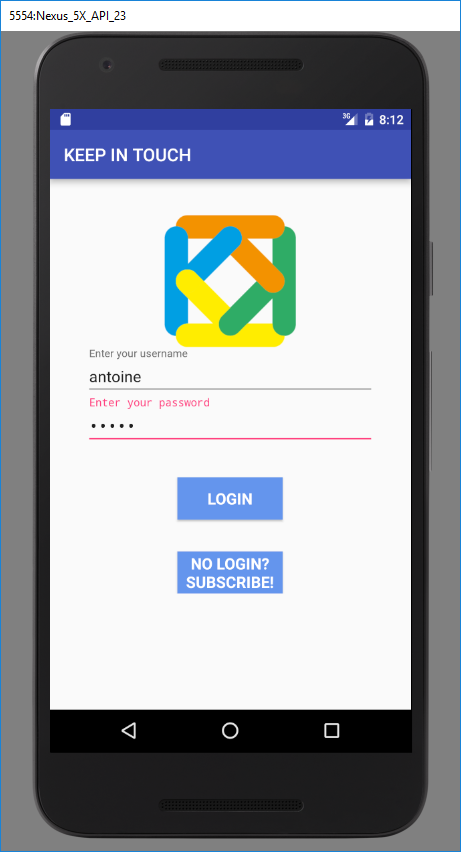 5554:Nexus_5X_API_23
3G 8:12
KEEP IN TOUCH
Enter your username
antoine
Enter your password
•••••
LOGIN
NO LOGIN?
SUBSCRIBE!